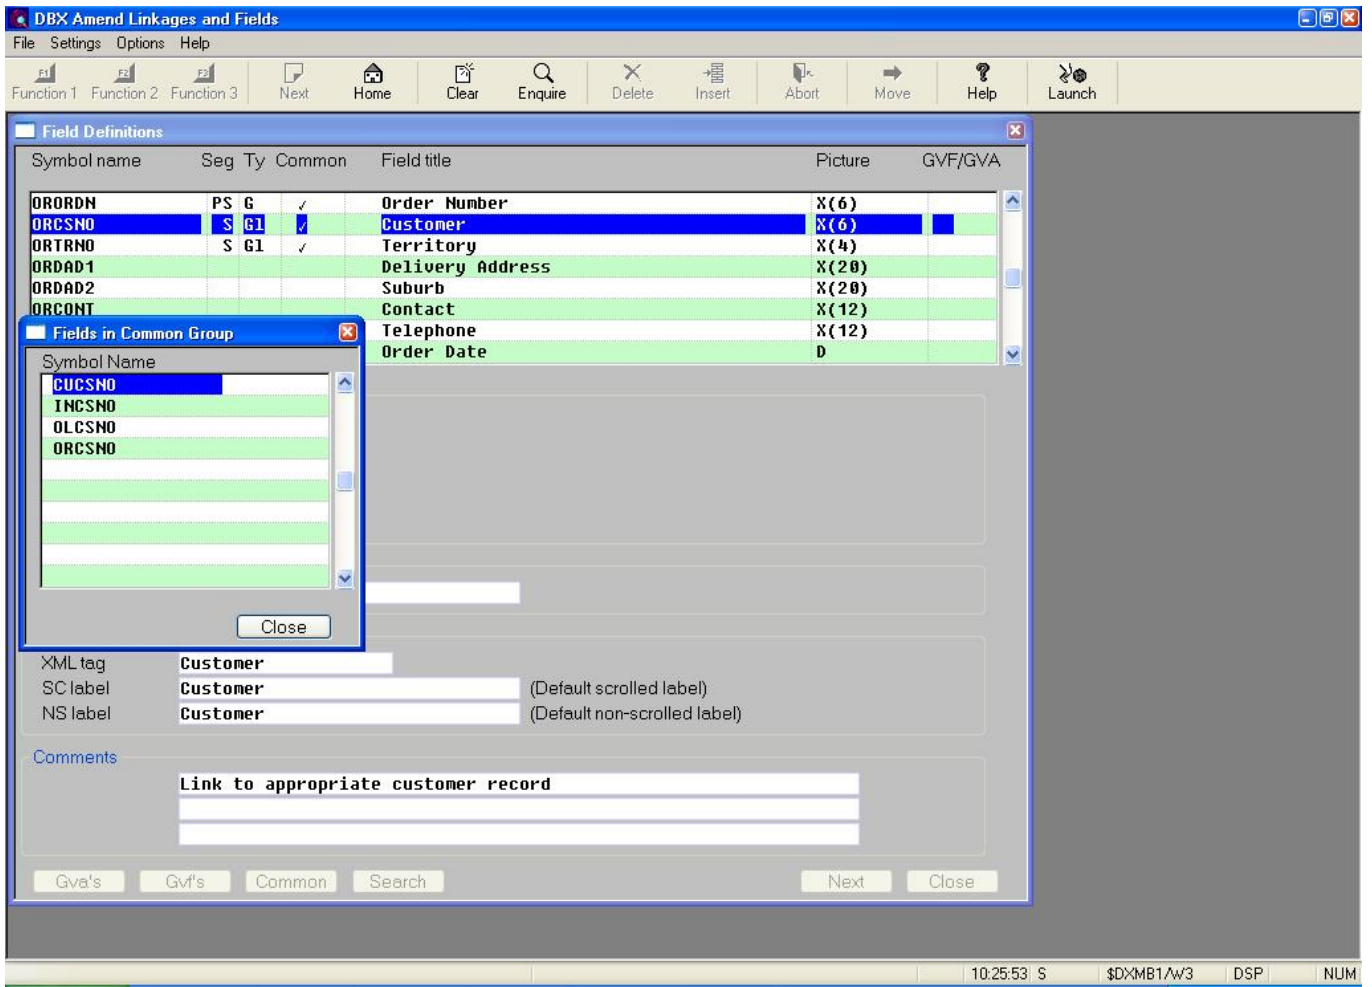 DBX Amend Linkages and Fields
File Settings Options Help
F1 F2 F3
Function 1 Function 2 Function 3 Next Home Clear Enquire Delete Insert Abort Move Help Launch
Field Definitions
Symbol name Seg Ty Common Field title Picture GVF/GVA
ORORDN PS G ✓ Order Number X(6)
ORCSNO S Gl ✓ Customer X(6)
ORTRNO S Gl ✓ Territory X(4)
ORDAD1 Delivery Address X(20)
ORDAD2 Suburb X(20)
ORCONT Contact X(12)
Telephone X(12)
Order Date D
Fields in Common Group
Symbol Name
CUCSNO
INCSNO
OLCSNO
ORCSNO
Close
XML tag Customer
SC label Customer (Default scrolled label)
NS label Customer (Default non-scrolled label)
Comments
Link to appropriate customer record
Gva's Gvf's Common Search Next Close
10:25:53 S $DXMB1/W3 DSP NUM